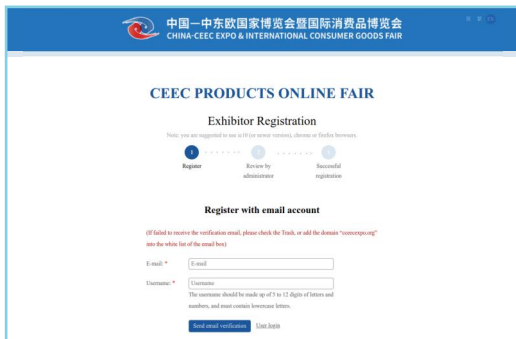 中国—中东欧国家博览会暨国际消费品博览会
CHINA-CEEC EXPO & INTERNATIONAL CONSUMER GOODS FAIR
CEEC PRODUCTS ONLINE FAIR
Exhibitor Registration
Note: you are suggested to use ie10 (or newer version), chrome or firefox browsers.
1 2 3
Register Review by administrator Successful registration
Register with email account
(If failed to receive the verification email, please check the Trash, or add the domain "cceecexpo.org"
into the white list of the email box)
E-mail: * E-mail
Username: * Username
The username should be made up of 5 to 12 digits of letters and
numbers, and must contain lowercase letters.
Send email verification User login